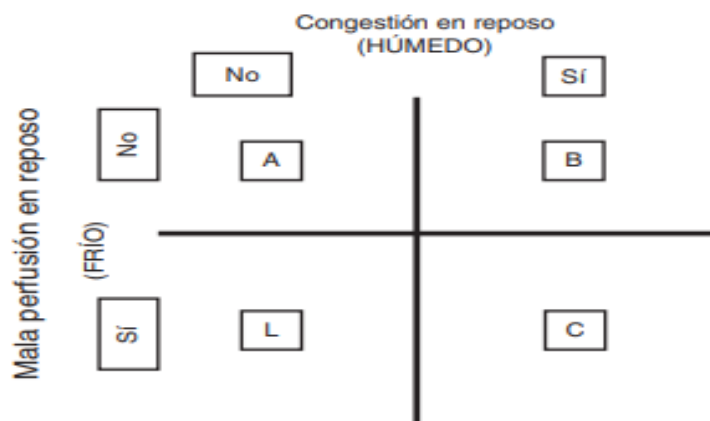 Congestión en reposo
(HÚMEDO)
No
Sí
Mala perfusión en reposo
(FRÍO)
No
A
B
Sí
L
C